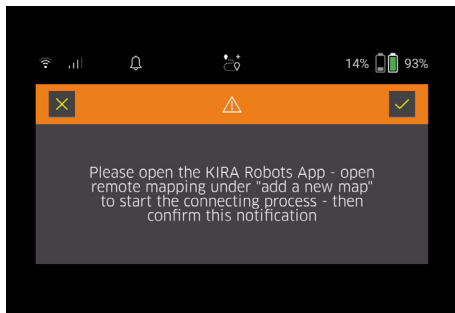 14% 93%
Please open the KIRA Robots App - open
remote mapping under "add a new map"
to start the connecting process - then
confirm this notification